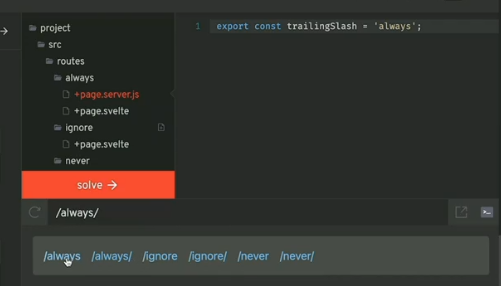 project
src
routes
always
+page.server.js
+page.svelte
ignore
+page.svelte
never
solve →
1 export const trailingSlash = 'always';
/always/
/always /always/ /ignore /ignore/ /never /never/